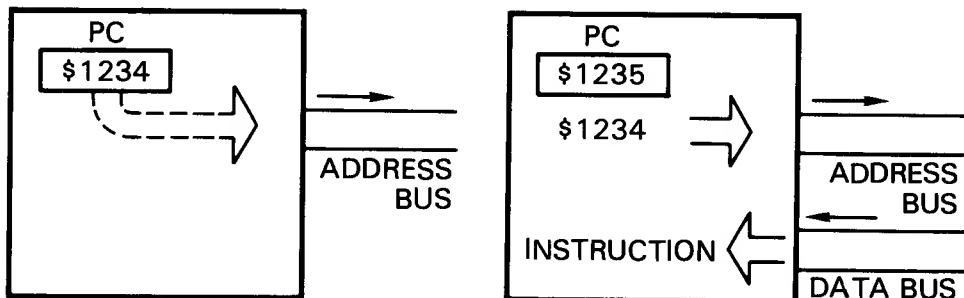 PC
$1234
ADDRESS
BUS
PC
$1235
$1234
ADDRESS
BUS
INSTRUCTION
DATA BUS